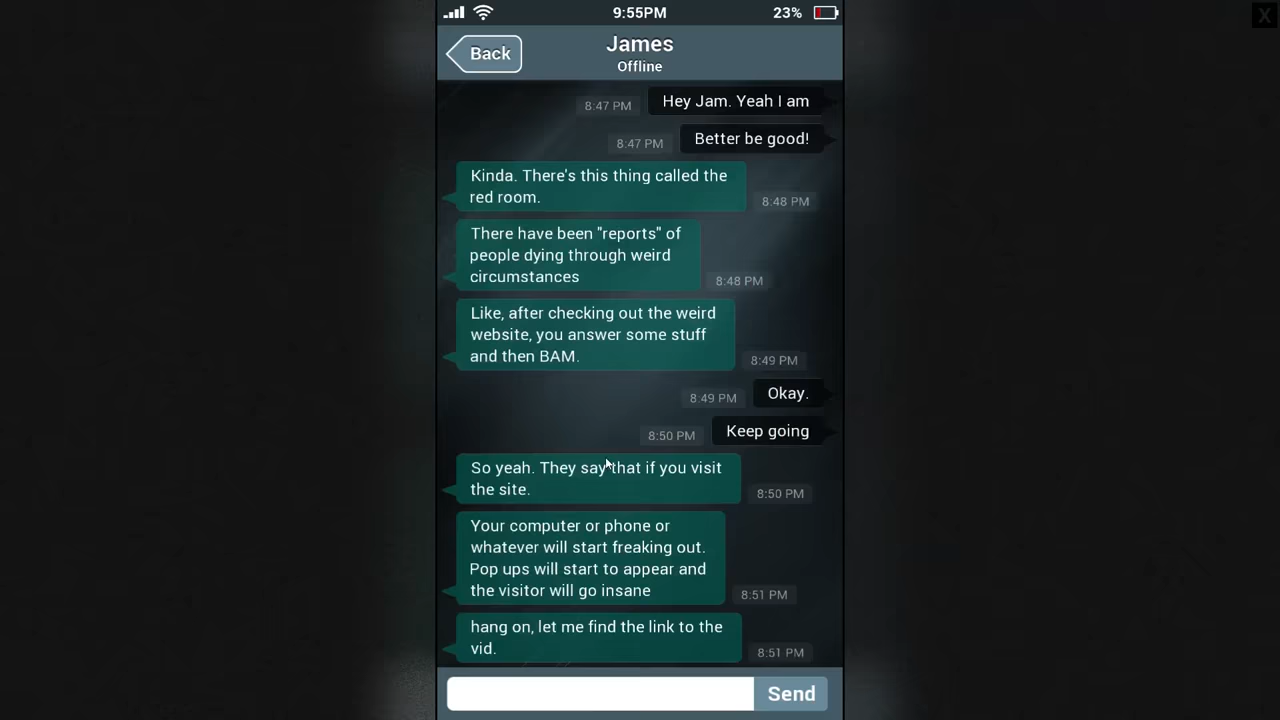 9:55PM
23%
X
Back
James
Offline
8:47 PM
Hey Jam. Yeah I am
8:47 PM
Better be good!
Kinda. There's this thing called the
red room.
8:48 PM
There have been "reports" of
people dying through weird
circumstances
8:48 PM
Like, after checking out the weird
website, you answer some stuff
and then BAM.
8:49 PM
8:49 PM
Okay.
8:50 PM
Keep going
So yeah. They say that if you visit
the site.
8:50 PM
Your computer or phone or
whatever will start freaking out.
Pop ups will start to appear and
the visitor will go insane
8:51 PM
hang on, let me find the link to the
vid.
8:51 PM
Send